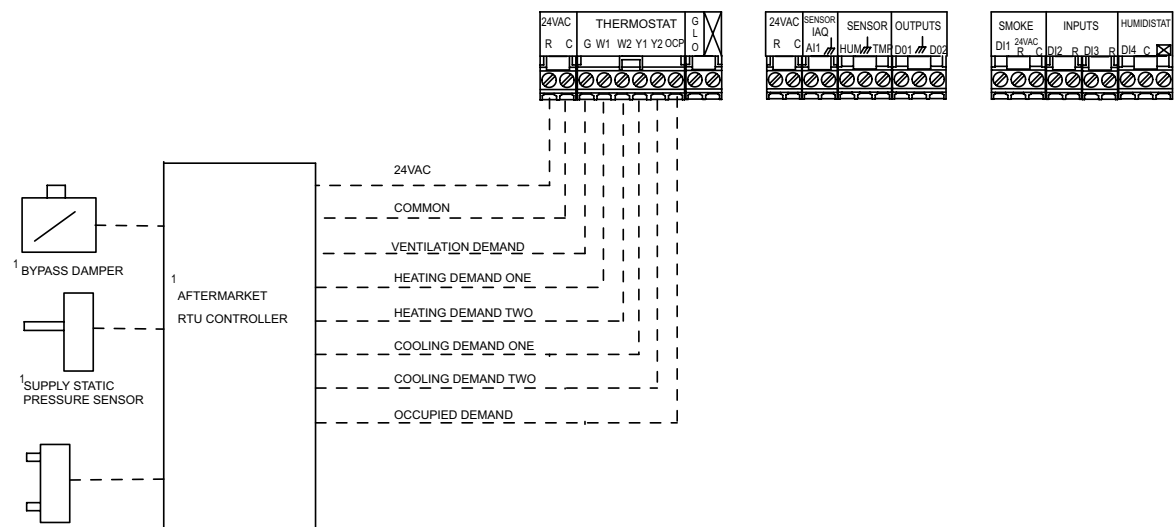 24VAC THERMOSTAT G L O
R C G W1 W2 Y1 Y2 OCP
24VAC SENSOR IAQ SENSOR OUTPUTS
R C AI1 HUM TMP D01 D02
SMOKE INPUTS HUMIDISTAT
DI1 24VAC R C DI2 R DI3 R DI4 C
24VAC
COMMON
VENTILATION DEMAND
HEATING DEMAND ONE
HEATING DEMAND TWO
COOLING DEMAND ONE
COOLING DEMAND TWO
OCCUPIED DEMAND
1 BYPASS DAMPER
1
AFTERMARKET
RTU CONTROLLER
1 SUPPLY STATIC
PRESSURE SENSOR